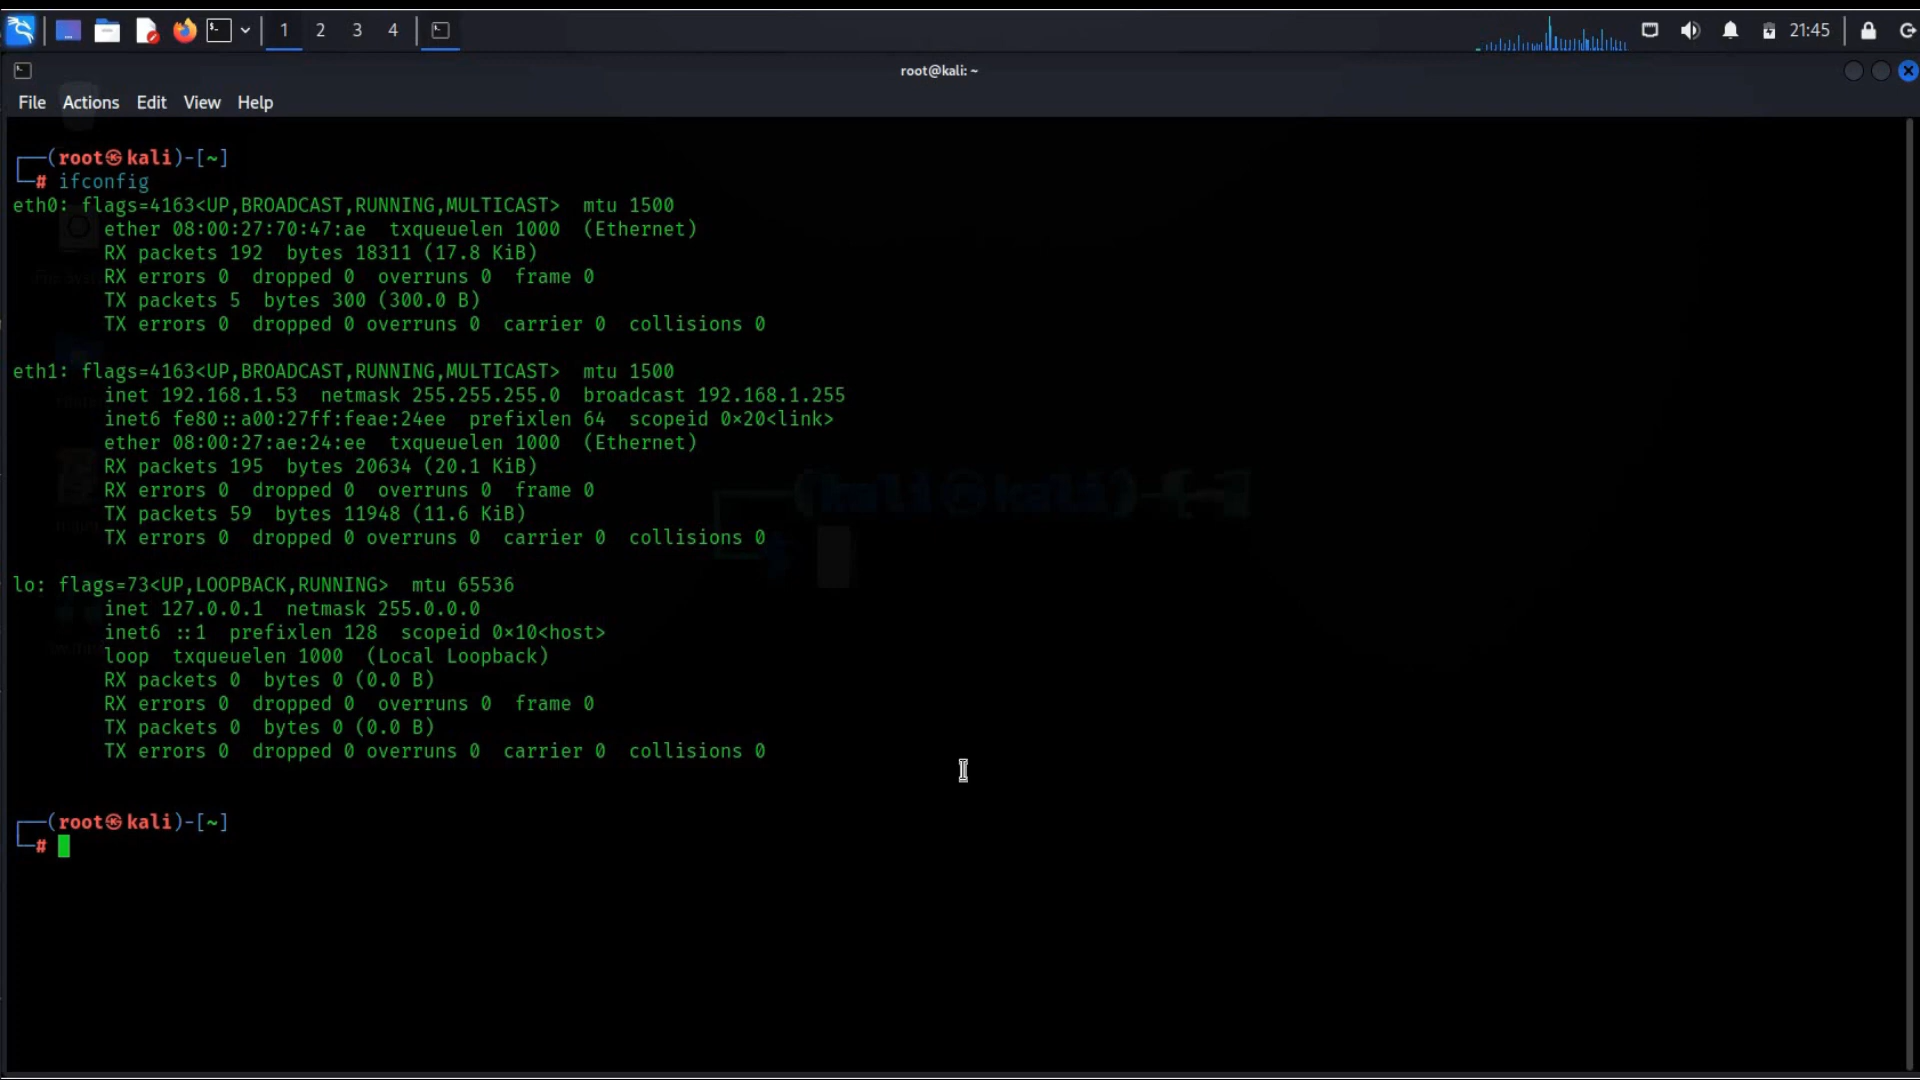 1 2 3 4 21:45
root@kali: ~
File Actions Edit View Help
┌──(root㉿kali)-[~]
└─# ifconfig
eth0: flags=4163<UP,BROADCAST,RUNNING,MULTICAST>  mtu 1500
        ether 08:00:27:70:47:ae  txqueuelen 1000  (Ethernet)
        RX packets 192  bytes 18311 (17.8 KiB)
        RX errors 0  dropped 0  overruns 0  frame 0
        TX packets 5  bytes 300 (300.0 B)
        TX errors 0  dropped 0 overruns 0  carrier 0  collisions 0
eth1: flags=4163<UP,BROADCAST,RUNNING,MULTICAST>  mtu 1500
        inet 192.168.1.53  netmask 255.255.255.0  broadcast 192.168.1.255
        inet6 fe80::a00:27ff:feae:24ee  prefixlen 64  scopeid 0×20<link>
        ether 08:00:27:ae:24:ee  txqueuelen 1000  (Ethernet)
        RX packets 195  bytes 20634 (20.1 KiB)
        RX errors 0  dropped 0  overruns 0  frame 0
        TX packets 59  bytes 11948 (11.6 KiB)
        TX errors 0  dropped 0 overruns 0  carrier 0  collisions 0
lo: flags=73<UP,LOOPBACK,RUNNING>  mtu 65536
        inet 127.0.0.1  netmask 255.0.0.0
        inet6 ::1  prefixlen 128  scopeid 0×10<host>
        loop  txqueuelen 1000  (Local Loopback)
        RX packets 0  bytes 0 (0.0 B)
        RX errors 0  dropped 0  overruns 0  frame 0
        TX packets 0  bytes 0 (0.0 B)
        TX errors 0  dropped 0 overruns 0  carrier 0  collisions 0
┌──(root㉿kali)-[~]
└─#